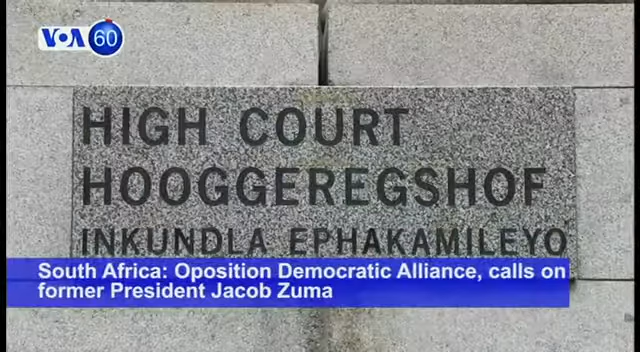 VOA 60
HIGH COURT
HOOGGEREGSHOF
INKUNDLA EPHAKAMILEYO
South Africa: Oposition Democratic Alliance, calls on
former President Jacob Zuma